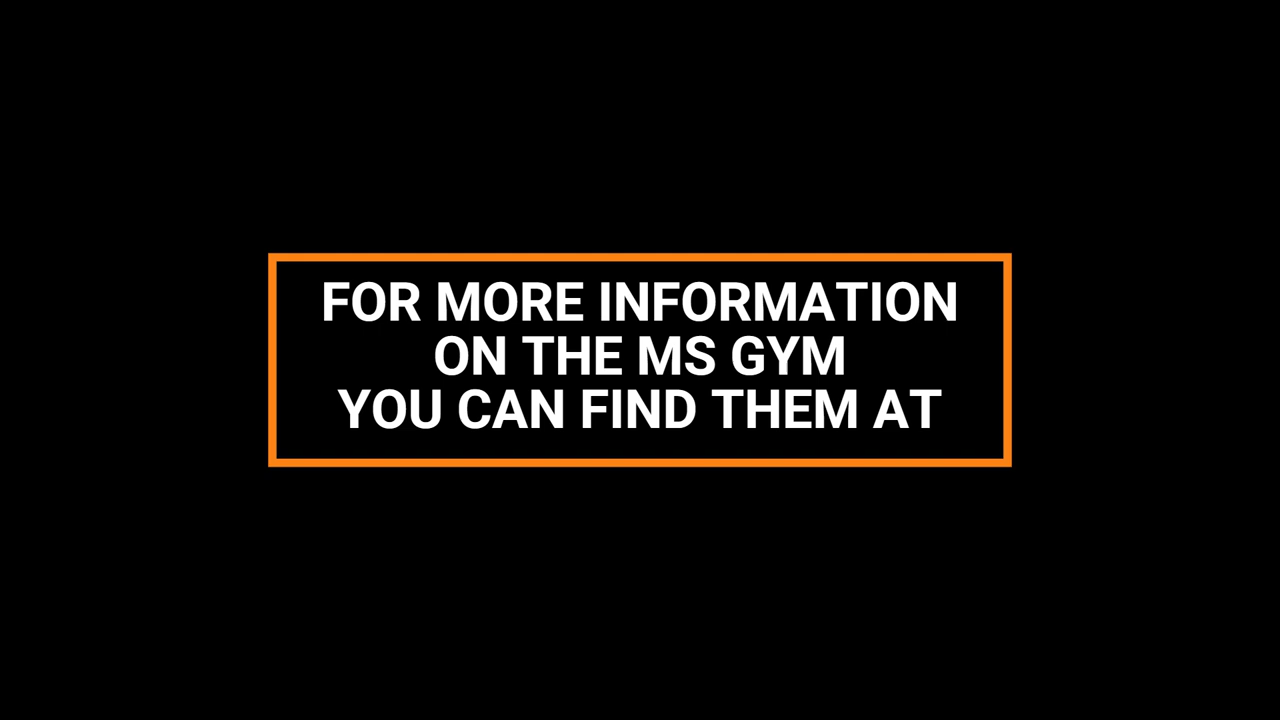 FOR MORE INFORMATION
ON THE MS GYM
YOU CAN FIND THEM AT